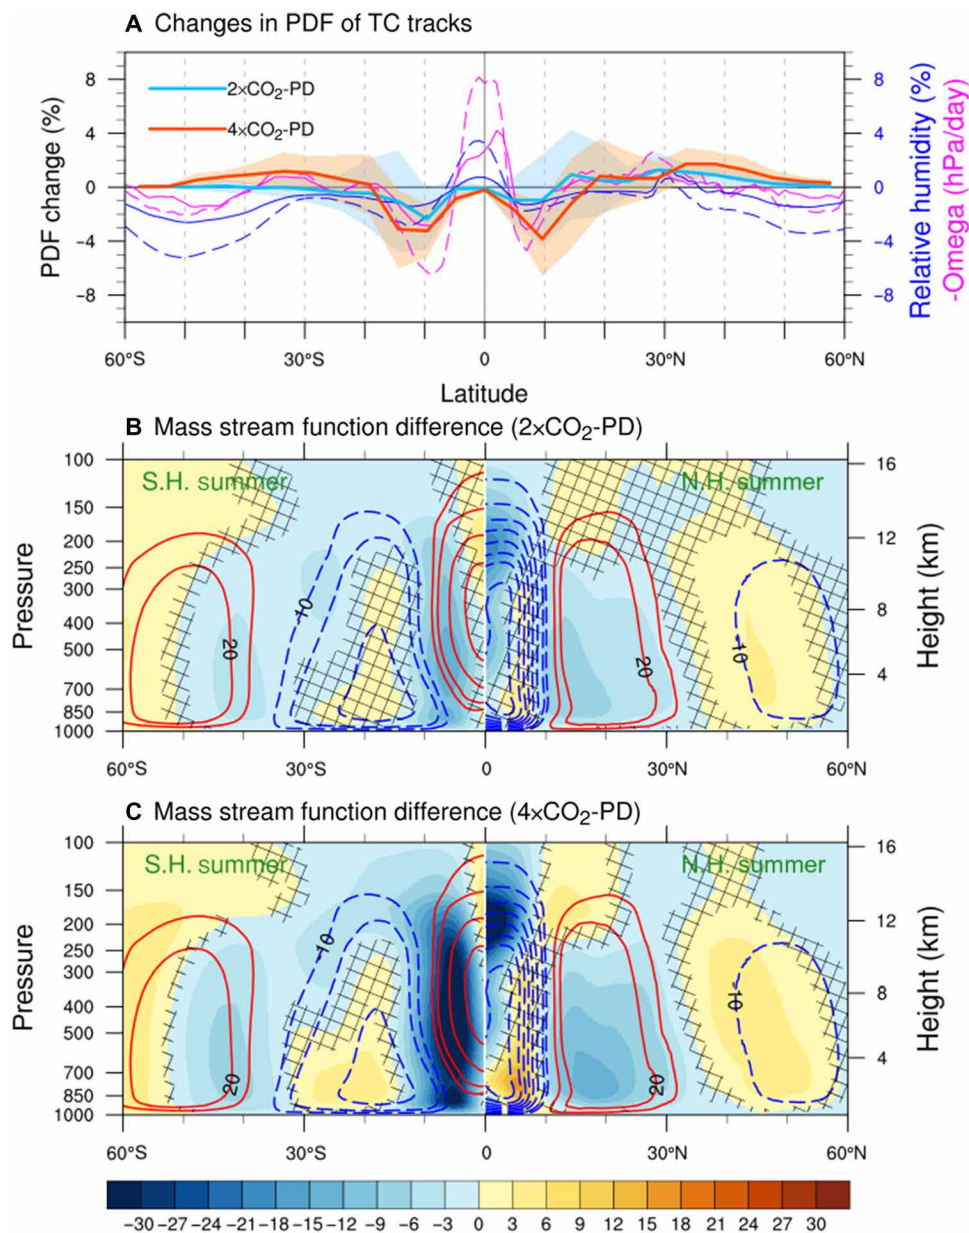 A Changes in PDF of TC tracks
PDF change (%)
8
4
0
−4
−8
2×CO2-PD
4×CO2-PD
8
4
0
−4
−8
Relative humidity (%)
-Omega (hPa/day)
60°S 30°S 0 30°N 60°N
Latitude
B Mass stream function difference (2×CO2-PD)
S.H. summer N.H. summer
Pressure
100
150
200
250
300
400
500
700
850
1000
16
12
8
4
Height (km)
20 -10 20 -10
60°S 30°S 0 30°N 60°N
C Mass stream function difference (4×CO2-PD)
S.H. summer N.H. summer
Pressure
100
150
200
250
300
400
500
700
850
1000
16
12
8
4
Height (km)
20 -10 20 -10
60°S 30°S 0 30°N 60°N
−30 −27 −24 −21 −18 −15 −12 −9 −6 −3 0 3 6 9 12 15 18 21 24 27 30